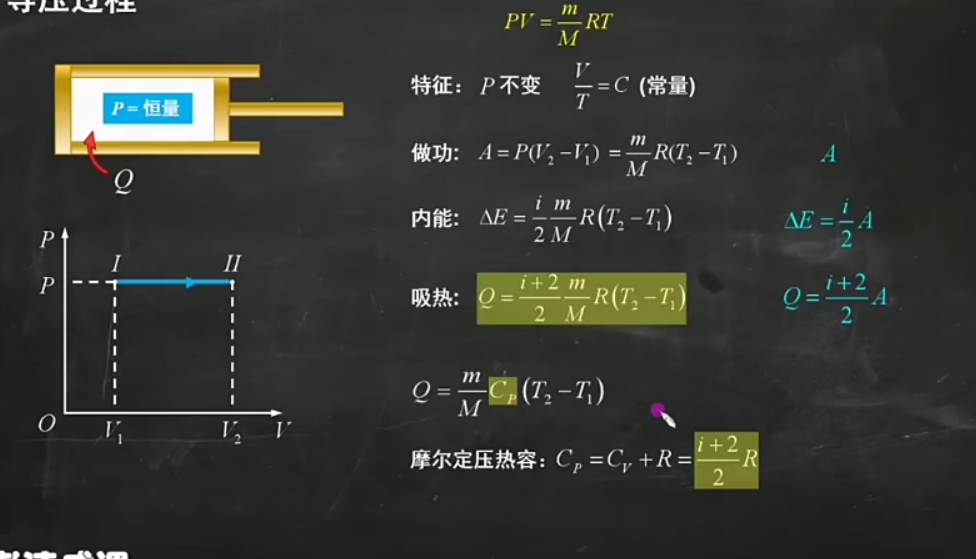 等压过程
PV = \frac{m}{M} RT
P = 恒量
Q
特征: P 不变 \frac{V}{T} = C (常量)
做功: A = P(V_2 − V_1) = \frac{m}{M} R(T_2 − T_1) A
内能: ΔE = \frac{i}{2} \frac{m}{M} R(T_2 − T_1) ΔE = \frac{i}{2} A
吸热: Q = \frac{i+2}{2} \frac{m}{M} R(T_2 − T_1) Q = \frac{i+2}{2} A
Q = \frac{m}{M} C_P (T_2 − T_1)
摩尔定压热容: C_P = C_V + R = \frac{i+2}{2} R
P
I II
P
O V_1 V_2 V